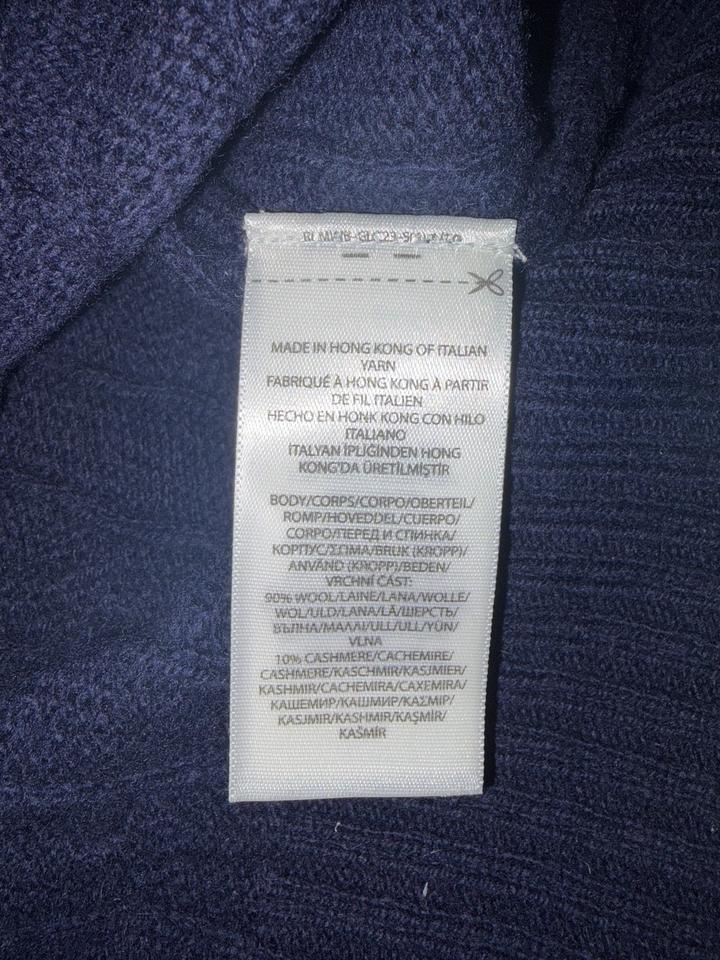 MADE IN HONG KONG OF ITALIAN
YARN
FABRIQUÉ À HONG KONG À PARTIR
DE FIL ITALIEN
HECHO EN HONK KONG CON HILO
ITALIANO
İTALYAN İPLİĞİNDEN HONG
KONG'DA ÜRETİLMİŞTİR
BODY/CORPS/CORPO/OBERTEIL/
ROMP/HOVEDDEL/CUERPO/
CORPO/ПЕРЕД И СПИНКА/
КОРПУС/ΣΩΜΑ/BRUK (KROPP)/
ANVÄND (KROPP)/BEDEN/
VRCHNÍ ČÁST:
90% WOOL/LAINE/LANA/WOLLE/
WOL/ULD/LANA/LÃ/ШЕРСТЬ/
ВЪЛНА/ΜΑΛΛΙ/ULL/ULL/YÜN/
VLNA
10% CASHMERE/CACHEMIRE/
CASHMERE/KASCHMIR/KASJMIER/
KASHMIR/CACHEMIRA/CAXEMIRA/
КАШЕМИР/КАШМИР/ΚΑΣΜΙΡ/
KASJMIR/KASHMIR/KAŞMİR/
KAŠMÍR